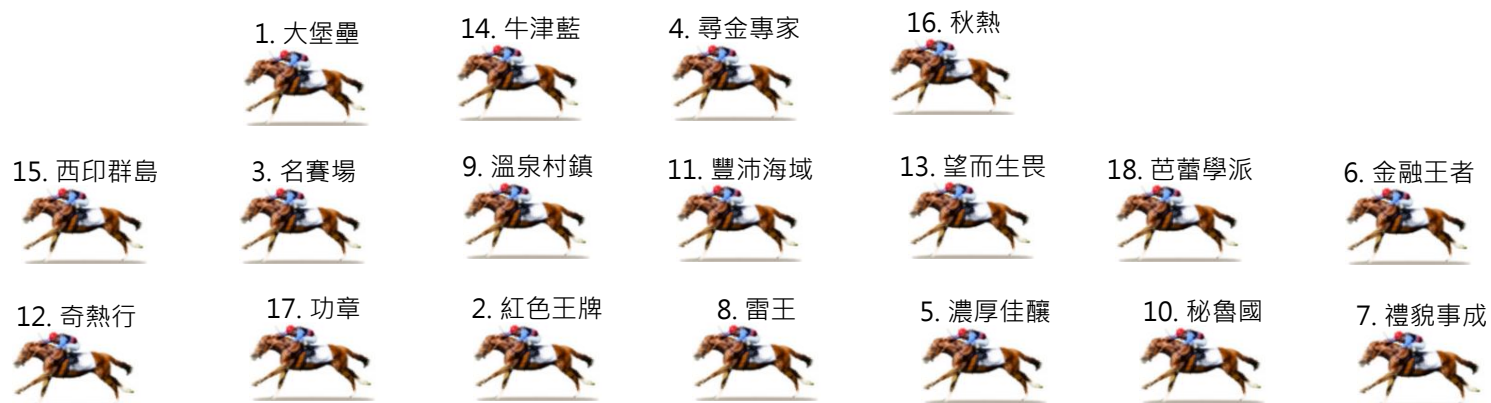 1. 大堡壘
14. 牛津藍
4. 尋金專家
16. 秋熱
15. 西印群島
3. 名賽場
9. 溫泉村鎮
11. 豐沛海域
13. 望而生畏
18. 芭蕾學派
6. 金融王者
12. 奇熱行
17. 功章
2. 紅色王牌
8. 雷王
5. 濃厚佳釀
10. 秘魯國
7. 禮貌事成